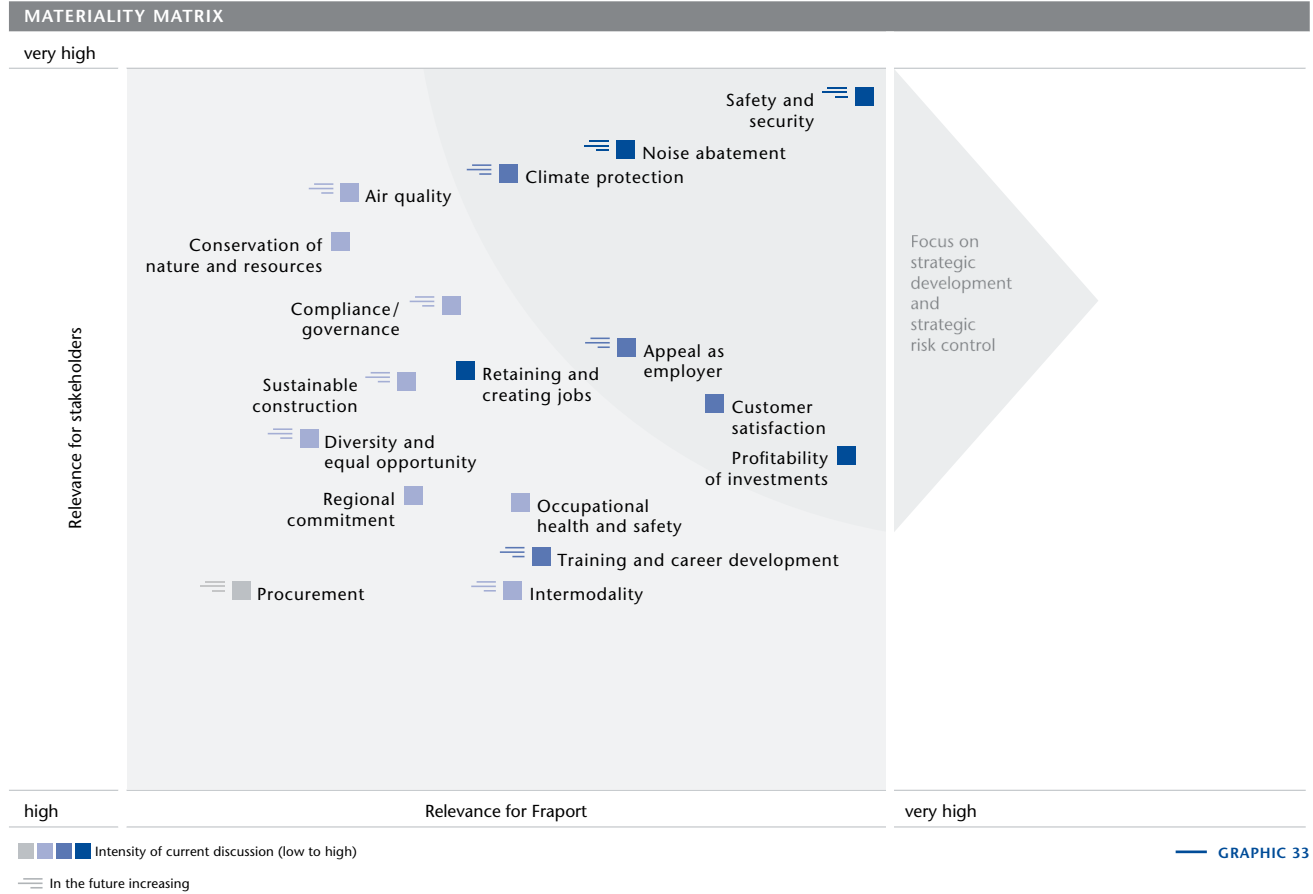 MATERIALITY MATRIX
very high
Safety and
security
Noise abatement
Climate protection
Air quality
Conservation of
nature and resources
Compliance/
governance
Appeal as
employer
Retaining and
creating jobs
Sustainable
construction
Customer
satisfaction
Diversity and
equal opportunity
Profitability
of investments
Regional
commitment
Occupational
health and safety
Training and career development
Procurement
Intermodality
Focus on
strategic
development
and
strategic
risk control
Relevance for stakeholders
high
Relevance for Fraport
very high
Intensity of current discussion (low to high)
GRAPHIC 33
In the future increasing